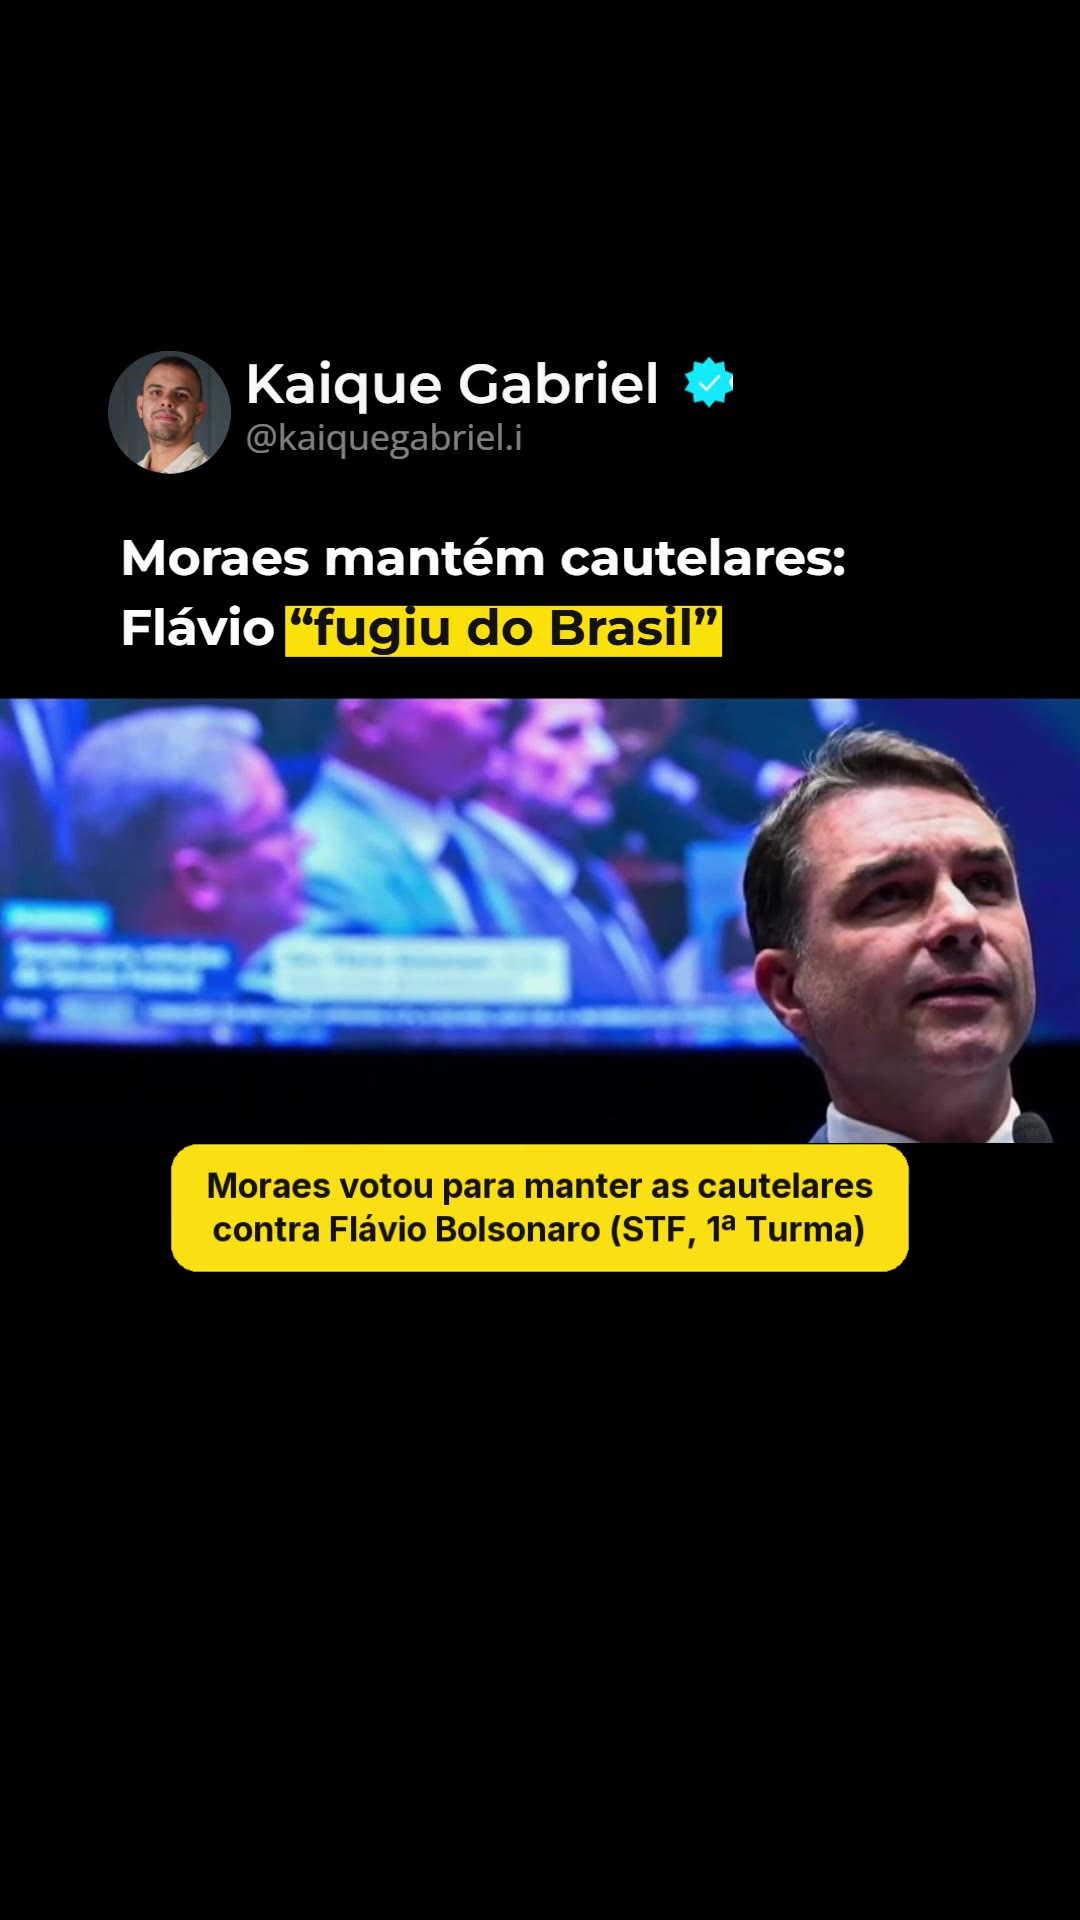 Kaique Gabriel
@kaiquegabriel.i
Moraes mantém cautelares:
Flávio “fugiu do Brasil”
Moraes votou para manter as cautelares
contra Flávio Bolsonaro (STF, 1ª Turma)